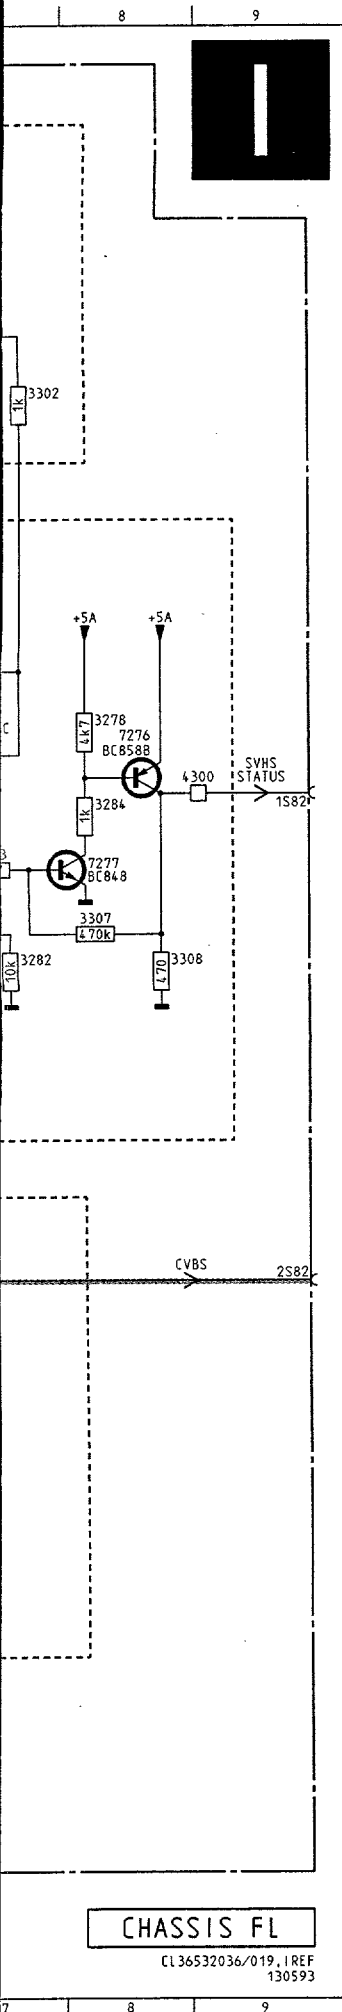 8 9
I
3302
1k
+5A +5A
3278
4k7
7276
BC858B
4300
SVHS
STATUS
1S82
3284
1k
7277
BC848
3307
470k
3282
10k
3308
470
CVBS
2S82
CHASSIS FL
CL36532036/019,IREF
130593
7 8 9